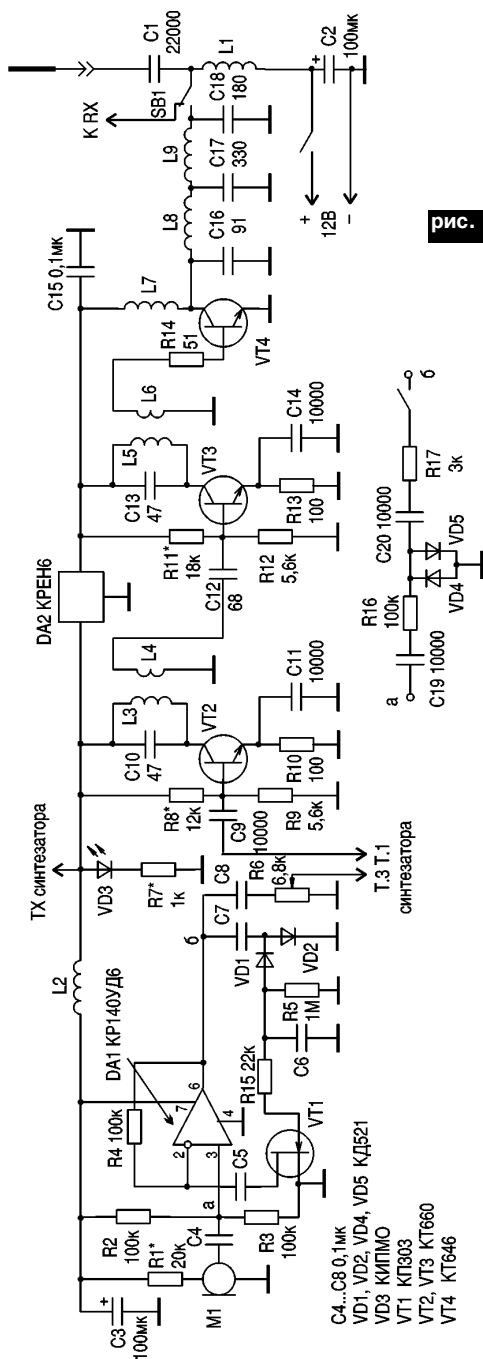 C3
100мк
+
R2
100к
R1*
20к
M1
C4
а
R3
100к
R4 100к
DA1 КР140УД6
2
3
7
6
4
C5
VT1
R15 22к
C6
R5
1М
VD1
VD2
б
C7
C8
R6
6,8к
L2
ТХ синтезатора
VD3
R7*
1к
Т.3 Т.1
синтезатора
R8*
12к
C9
10000
R9
5,6к
C10
47
L3
VT2
R10
100
C11
10000
L4
DA2 КРЕН6
R11*
18к
C12
68
R12
5,6к
C13
47
L5
VT3
R13
100
C14
10000
L6
R14
51
VT4
C15 0,1мк
L7
C16
91
L8
C17
330
L9
C18
180
К RX
SB1
C1
22000
L1
+
C2
100мк
+
12В
−
рис.
а
C19 10000
R16
100к
VD4
VD5
C20 10000
R17
3к
б
C4...C8 0,1мк
VD1, VD2, VD4, VD5 КД521
VD3 КИПМО
VT1 КП303
VT2, VT3 КТ660
VT4 КТ646